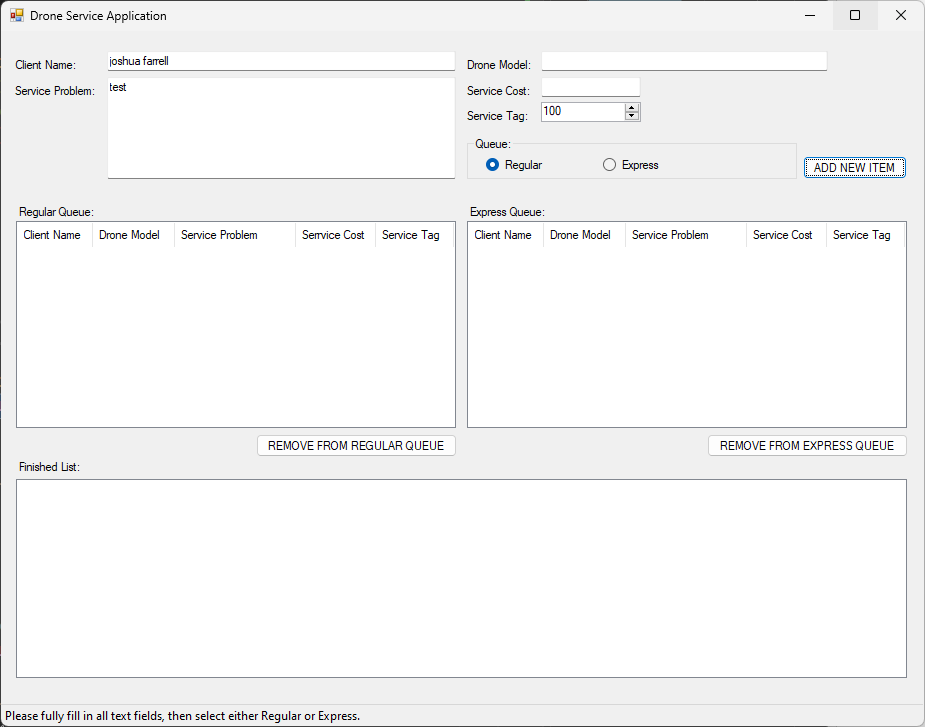 Drone Service Application
Client Name: joshua farrell
Drone Model:
Service Problem: test
Service Cost:
Service Tag: 100
Queue:
Regular Express
ADD NEW ITEM
Regular Queue:
Client Name Drone Model Service Problem Serrvice Cost Service Tag
Express Queue:
Client Name Drone Model Service Problem Service Cost Service Tag
REMOVE FROM REGULAR QUEUE
REMOVE FROM EXPRESS QUEUE
Finished List:
Please fully fill in all text fields, then select either Regular or Express.